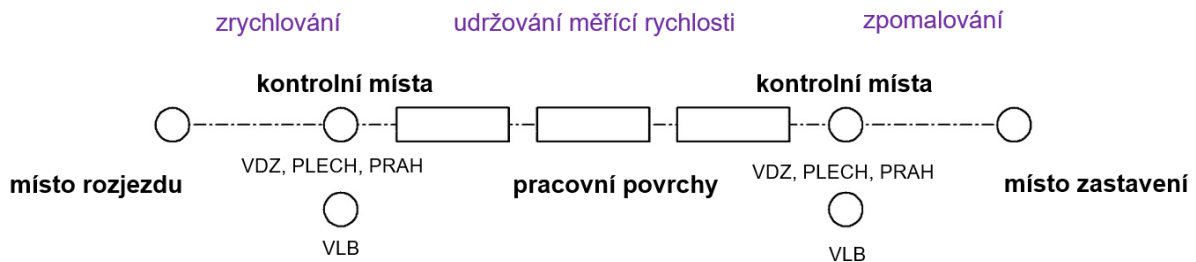 zrychlování
udržování měřící rychlosti
zpomalování
kontrolní místa
kontrolní místa
VDZ, PLECH, PRAH
VDZ, PLECH, PRAH
místo rozjezdu
pracovní povrchy
místo zastavení
VLB
VLB